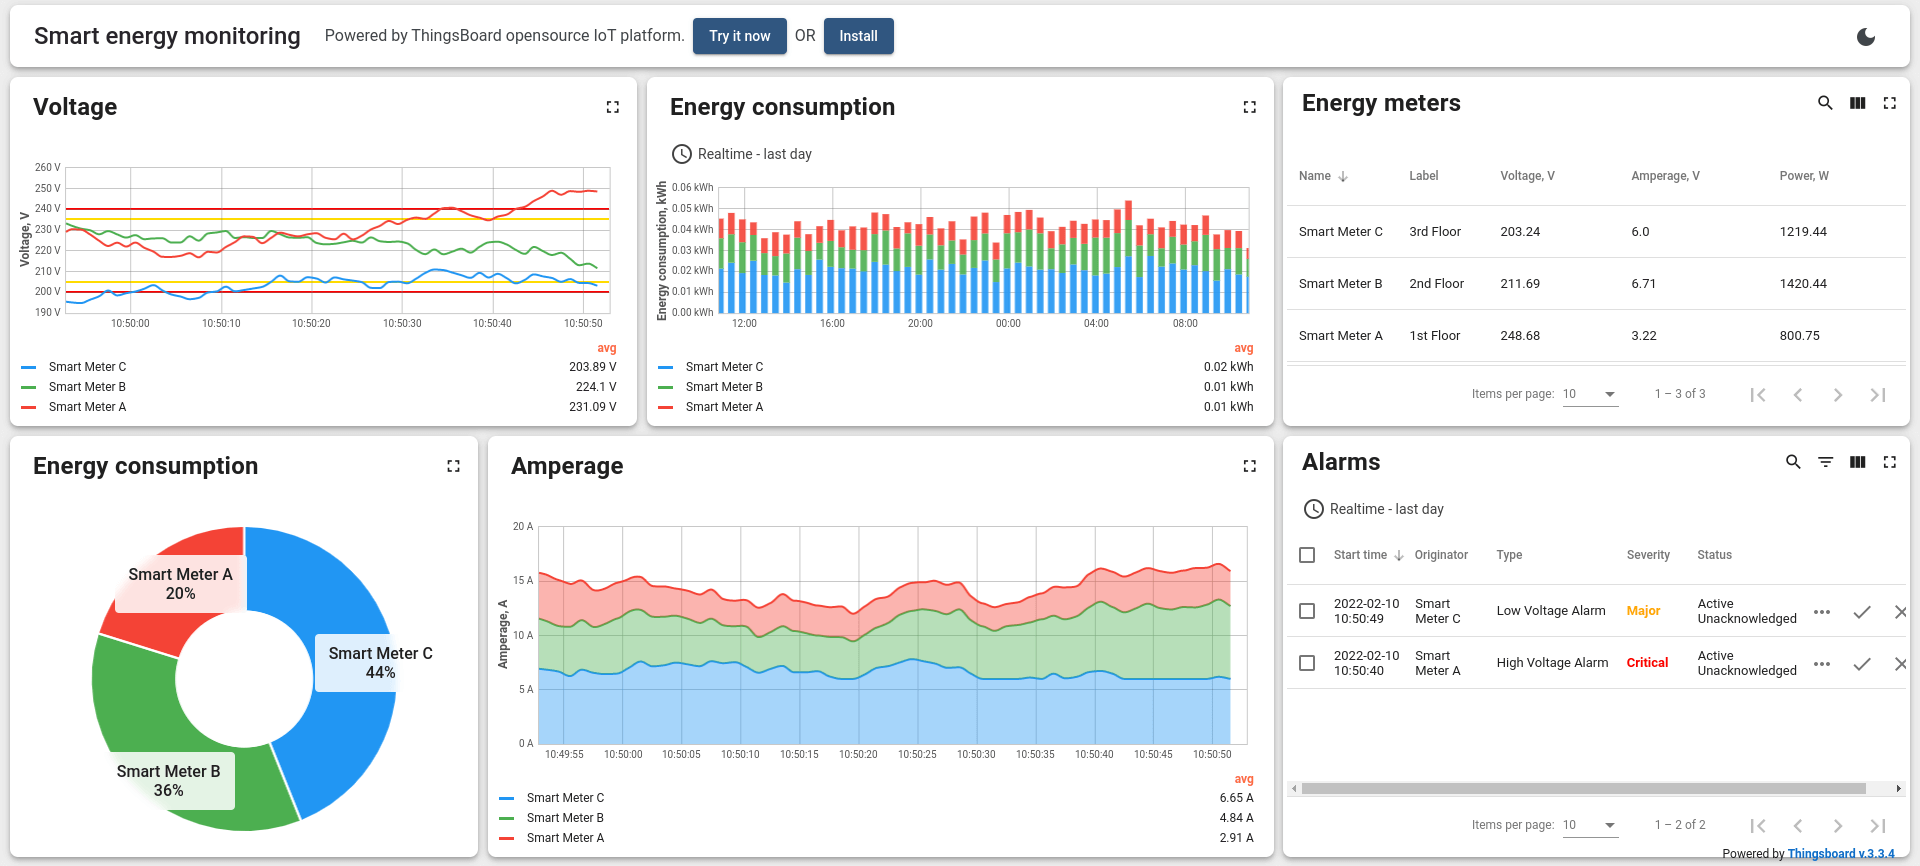 Smart energy monitoring
Powered by ThingsBoard opensource IoT platform.
Try it now
OR
Install
Voltage
Voltage, V
260 V
250 V
240 V
230 V
220 V
210 V
200 V
190 V
10:50:00 10:50:10 10:50:20 10:50:30 10:50:40 10:50:50
avg
Smart Meter C 203.89 V
Smart Meter B 224.1 V
Smart Meter A 231.09 V
Energy consumption
Realtime - last day
Energy consumption, kWh
0.06 kWh
0.05 kWh
0.04 kWh
0.03 kWh
0.02 kWh
0.01 kWh
0.00 kWh
12:00 16:00 20:00 00:00 04:00 08:00
avg
Smart Meter C 0.02 kWh
Smart Meter B 0.01 kWh
Smart Meter A 0.01 kWh
Energy meters
Name Label Voltage, V Amperage, V Power, W
Smart Meter C 3rd Floor 203.24 6.0 1219.44
Smart Meter B 2nd Floor 211.69 6.71 1420.44
Smart Meter A 1st Floor 248.68 3.22 800.75
Items per page: 10 1 – 3 of 3
Energy consumption
Smart Meter A
20%
Smart Meter C
44%
Smart Meter B
36%
Amperage
Amperage, A
20 A
15 A
10 A
5 A
0 A
10:49:55 10:50:00 10:50:05 10:50:10 10:50:15 10:50:20 10:50:25 10:50:30 10:50:35 10:50:40 10:50:45 10:50:50
avg
Smart Meter C 6.65 A
Smart Meter B 4.84 A
Smart Meter A 2.91 A
Alarms
Realtime - last day
Start time Originator Type Severity Status
2022-02-10 Smart Low Voltage Alarm Major Active
10:50:49 Meter C Unacknowledged
2022-02-10 Smart High Voltage Alarm Critical Active
10:50:40 Meter A Unacknowledged
Items per page: 10 1 – 2 of 2
Powered by Thingsboard v.3.3.4